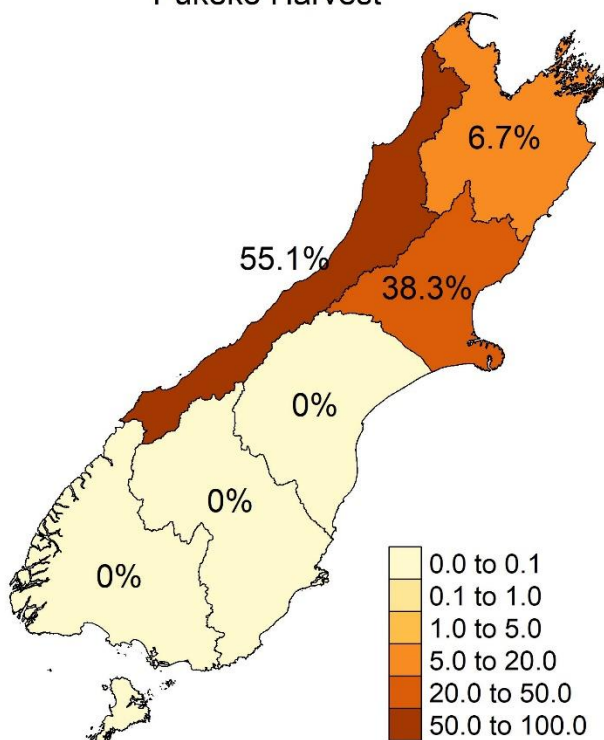 Pukeko Harvest
6.7%
55.1%
38.3%
0%
0%
0%
0.0 to 0.1
0.1 to 1.0
1.0 to 5.0
5.0 to 20.0
20.0 to 50.0
50.0 to 100.0